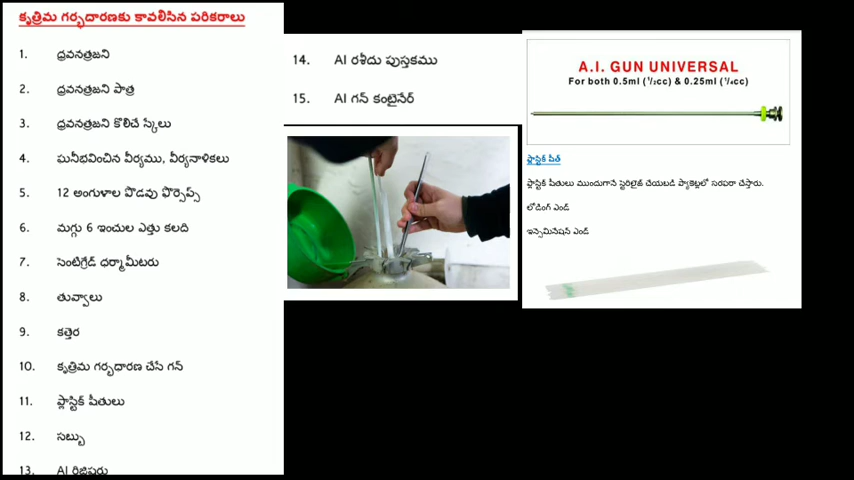 కృత్రిమ గర్భదారణకు కావలిసిన పరికరాలు
1. ద్రవనత్రజని
2. ద్రవనత్రజని పాత్ర
3. ద్రవనత్రజని కొలిచే స్కేలు
4. ఘనీభవించిన వీర్యము, వీర్యనాళికలు
5. 12 అంగుళాల పొడవు ఫోర్సెప్స్
6. మగ్గు 6 ఇంచుల ఎత్తు కలది
7. సెంటిగ్రేడ్ ధర్మామీటరు
8. తువ్వాలు
9. కత్తెర
10. కృత్రిమ గర్భదారణ చేసే గన్
11. ప్లాస్టిక్ షీతులు
12. సబ్బు
13. AI రిజిష్టరు
14. AI రశీదు పుస్తకము
15. AI గన్ కంటైనేర్
A.I. GUN UNIVERSAL
For both 0.5ml (1/2cc) & 0.25ml (1/4cc)
ప్లాస్టిక్ షీత్
ప్లాస్టిక్ షీతులు ముందుగానే స్టెరిలైజ్ చేయబడి ప్యాకెట్లలో సరఫరా చేస్తారు.
లోడింగ్ ఎండ్
ఇన్సెమినేషన్ ఎండ్